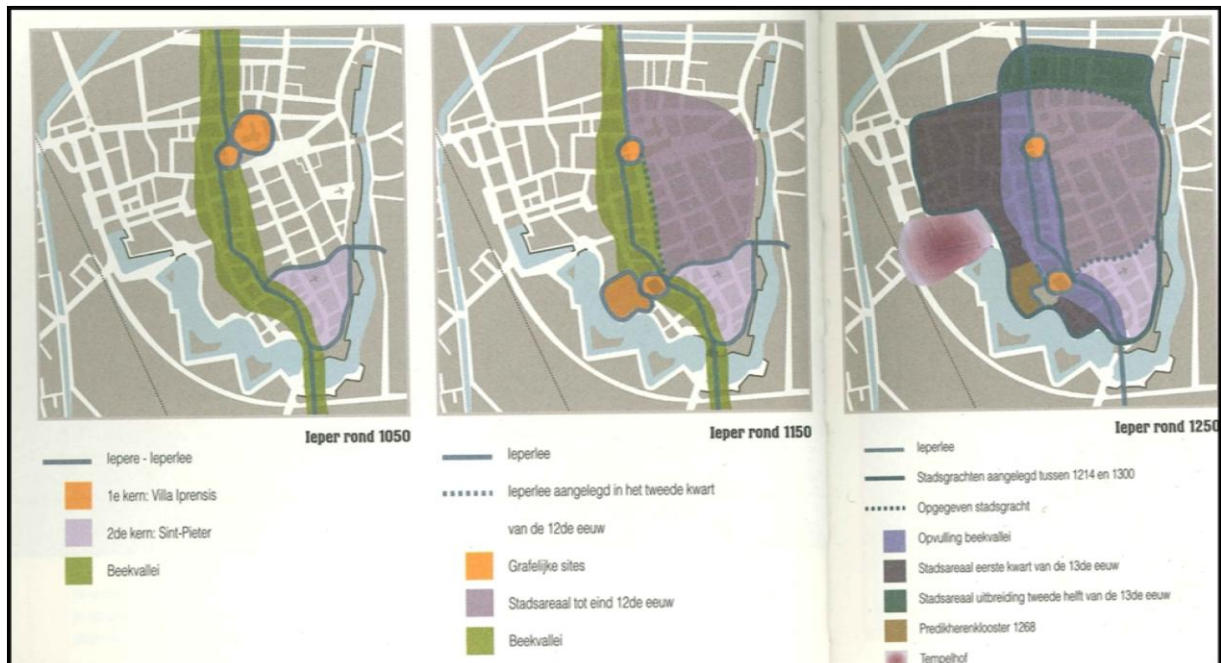 Ieper rond 1050
Iepere - Ieperlee
1e kern: Villa Iprensis
2de kern: Sint-Pieter
Beekvallei
Ieper rond 1150
Ieperlee
Ieperlee aangelegd in het tweede kwart
van de 12de eeuw
Grafelijke sites
Stadsareaal tot eind 12de eeuw
Beekvallei
Ieper rond 1250
Ieperlee
Stadsgrachten aangelegd tussen 1214 en 1300
Opgegeven stadsgracht
Opvulling beekvallei
Stadsareaal eerste kwart van de 13de eeuw
Stadsareaal uitbreiding tweede helft van de 13de eeuw
Predikherenklooster 1268
Tempelhof